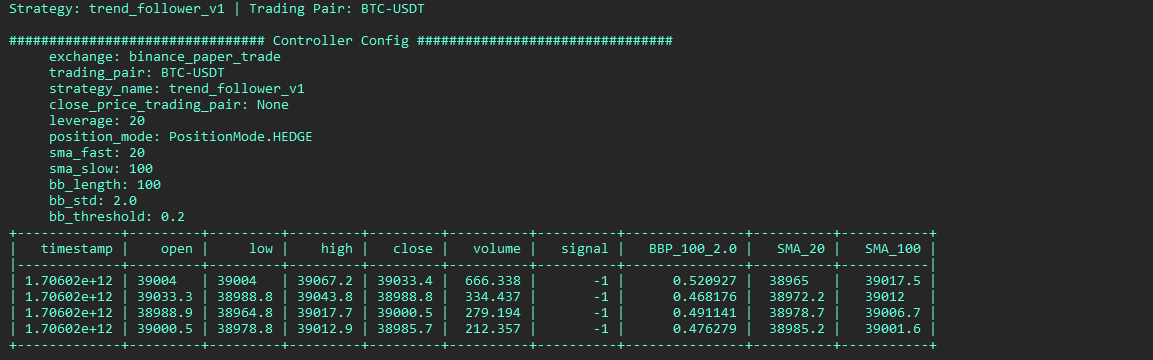 Strategy: trend_follower_v1 | Trading Pair: BTC-USDT
################################ Controller Config ################################
exchange: binance_paper_trade
trading_pair: BTC-USDT
strategy_name: trend_follower_v1
close_price_trading_pair: None
leverage: 20
position_mode: PositionMode.HEDGE
sma_fast: 20
sma_slow: 100
bb_length: 100
bb_std: 2.0
bb_threshold: 0.2
+-------------+---------+---------+---------+---------+----------+----------+---------------+----------+-----------+
|   timestamp |    open |     low |    high |   close |   volume |   signal |   BBP_100_2.0 |   SMA_20 |   SMA_100 |
|-------------+---------+---------+---------+---------+----------+----------+---------------+----------+-----------|
| 1.70602e+12 | 39004   | 39004   | 39067.2 | 39033.4 |  666.338 |       -1 |      0.520927 |  38965   |   39017.5 |
| 1.70602e+12 | 39033.3 | 38988.8 | 39043.8 | 38988.8 |  334.437 |       -1 |      0.468176 |  38972.2 |   39012   |
| 1.70602e+12 | 38988.9 | 38964.8 | 39017.7 | 39000.5 |  279.194 |       -1 |      0.491141 |  38978.7 |   39006.7 |
| 1.70602e+12 | 39000.5 | 38978.8 | 39012.9 | 38985.7 |  212.357 |       -1 |      0.476279 |  38985.2 |   39001.6 |
+-------------+---------+---------+---------+---------+----------+----------+---------------+----------+-----------+